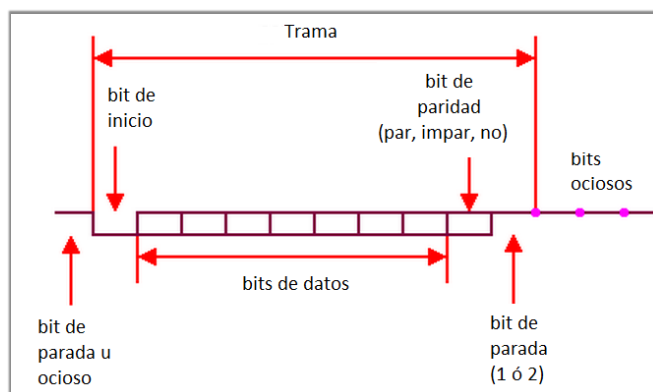 Trama
bit de
inicio
bit de
paridad
(par, impar, no)
bits
ociosos
bits de datos
bit de
parada u
ocioso
bit de
parada
(1 ó 2)